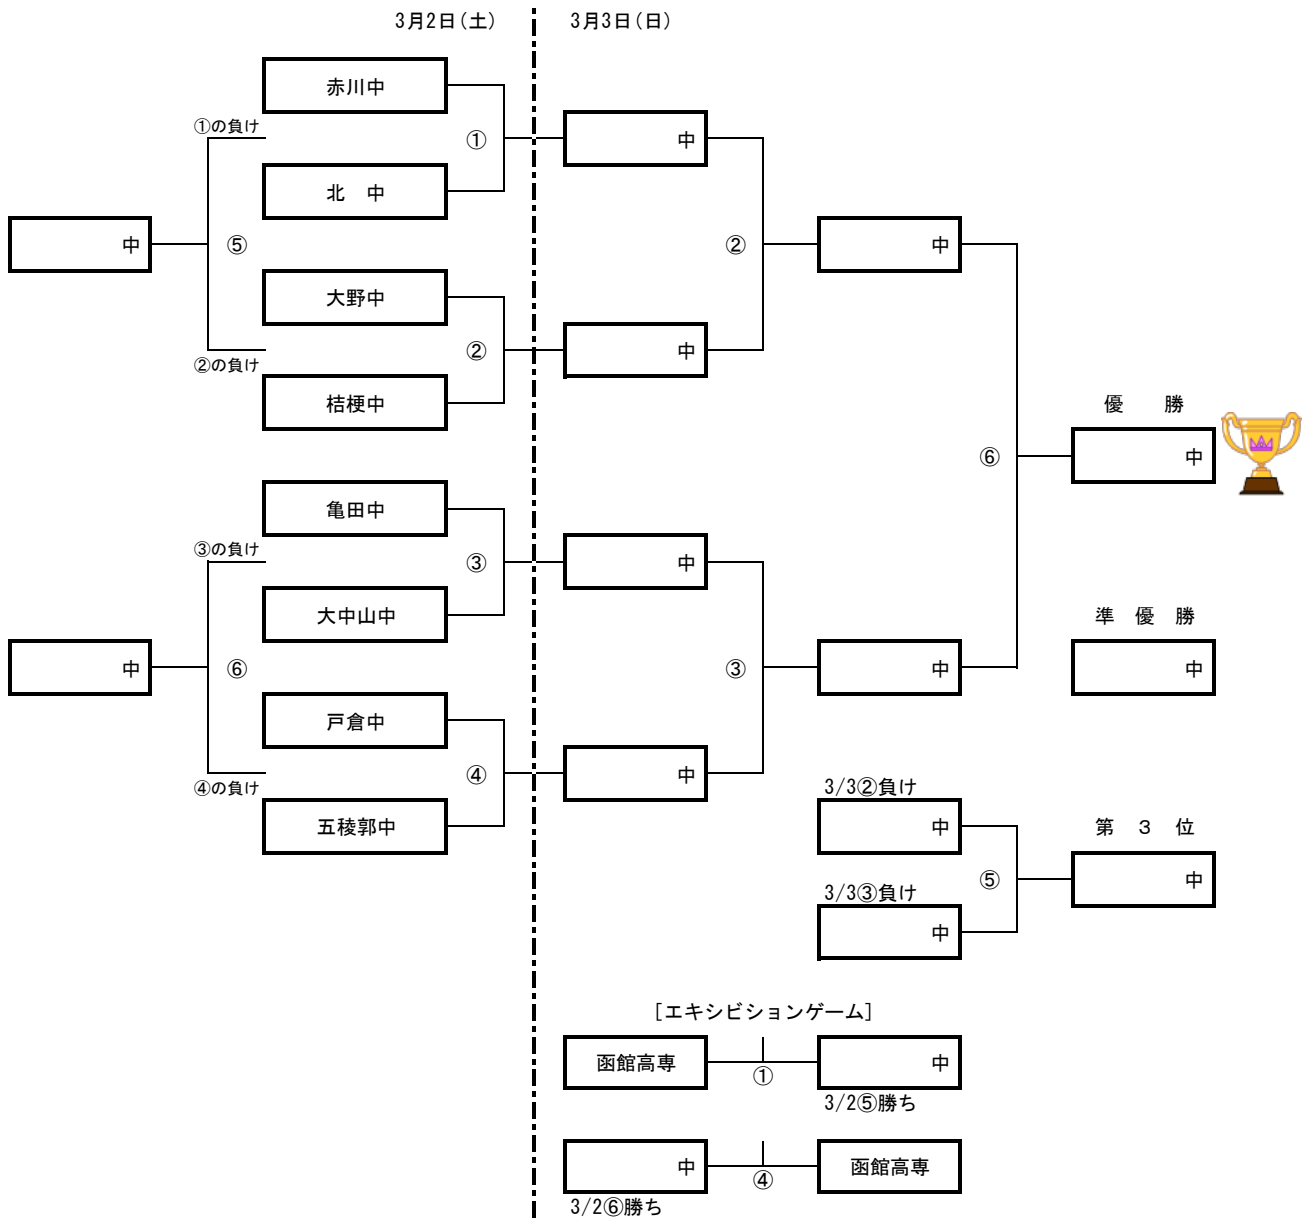 3月2日(土)
3月3日(日)
赤川中
①の負け
①
中
北　中
中
⑤
②
中
大野中
②
中
②の負け
桔梗中
優　勝
⑥
中
亀田中
③の負け
③
中
大中山中
準　優　勝
中
⑥
③
中
中
戸倉中
④
中
④の負け
3/3②負け
五稜郭中
中
第　３　位
⑤
中
3/3③負け
中
[エキシビションゲーム]
函館高専
①
中
3/2⑤勝ち
中
④
函館高専
3/2⑥勝ち